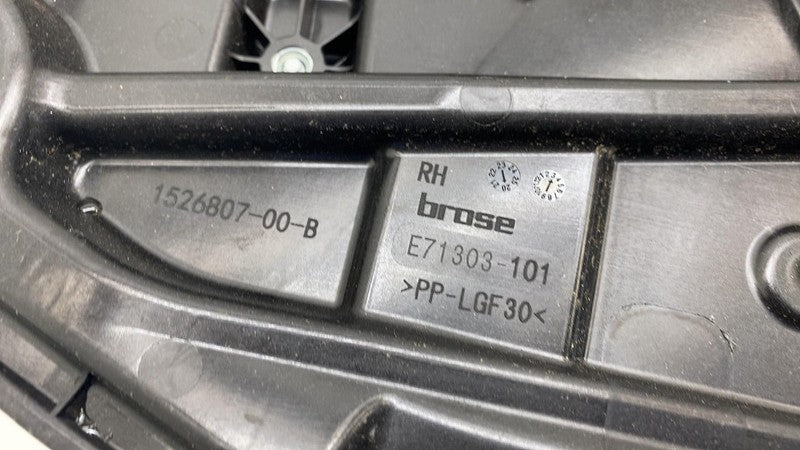 1526807-00-B
RH
brose
E71303-101
>PP-LGF30<